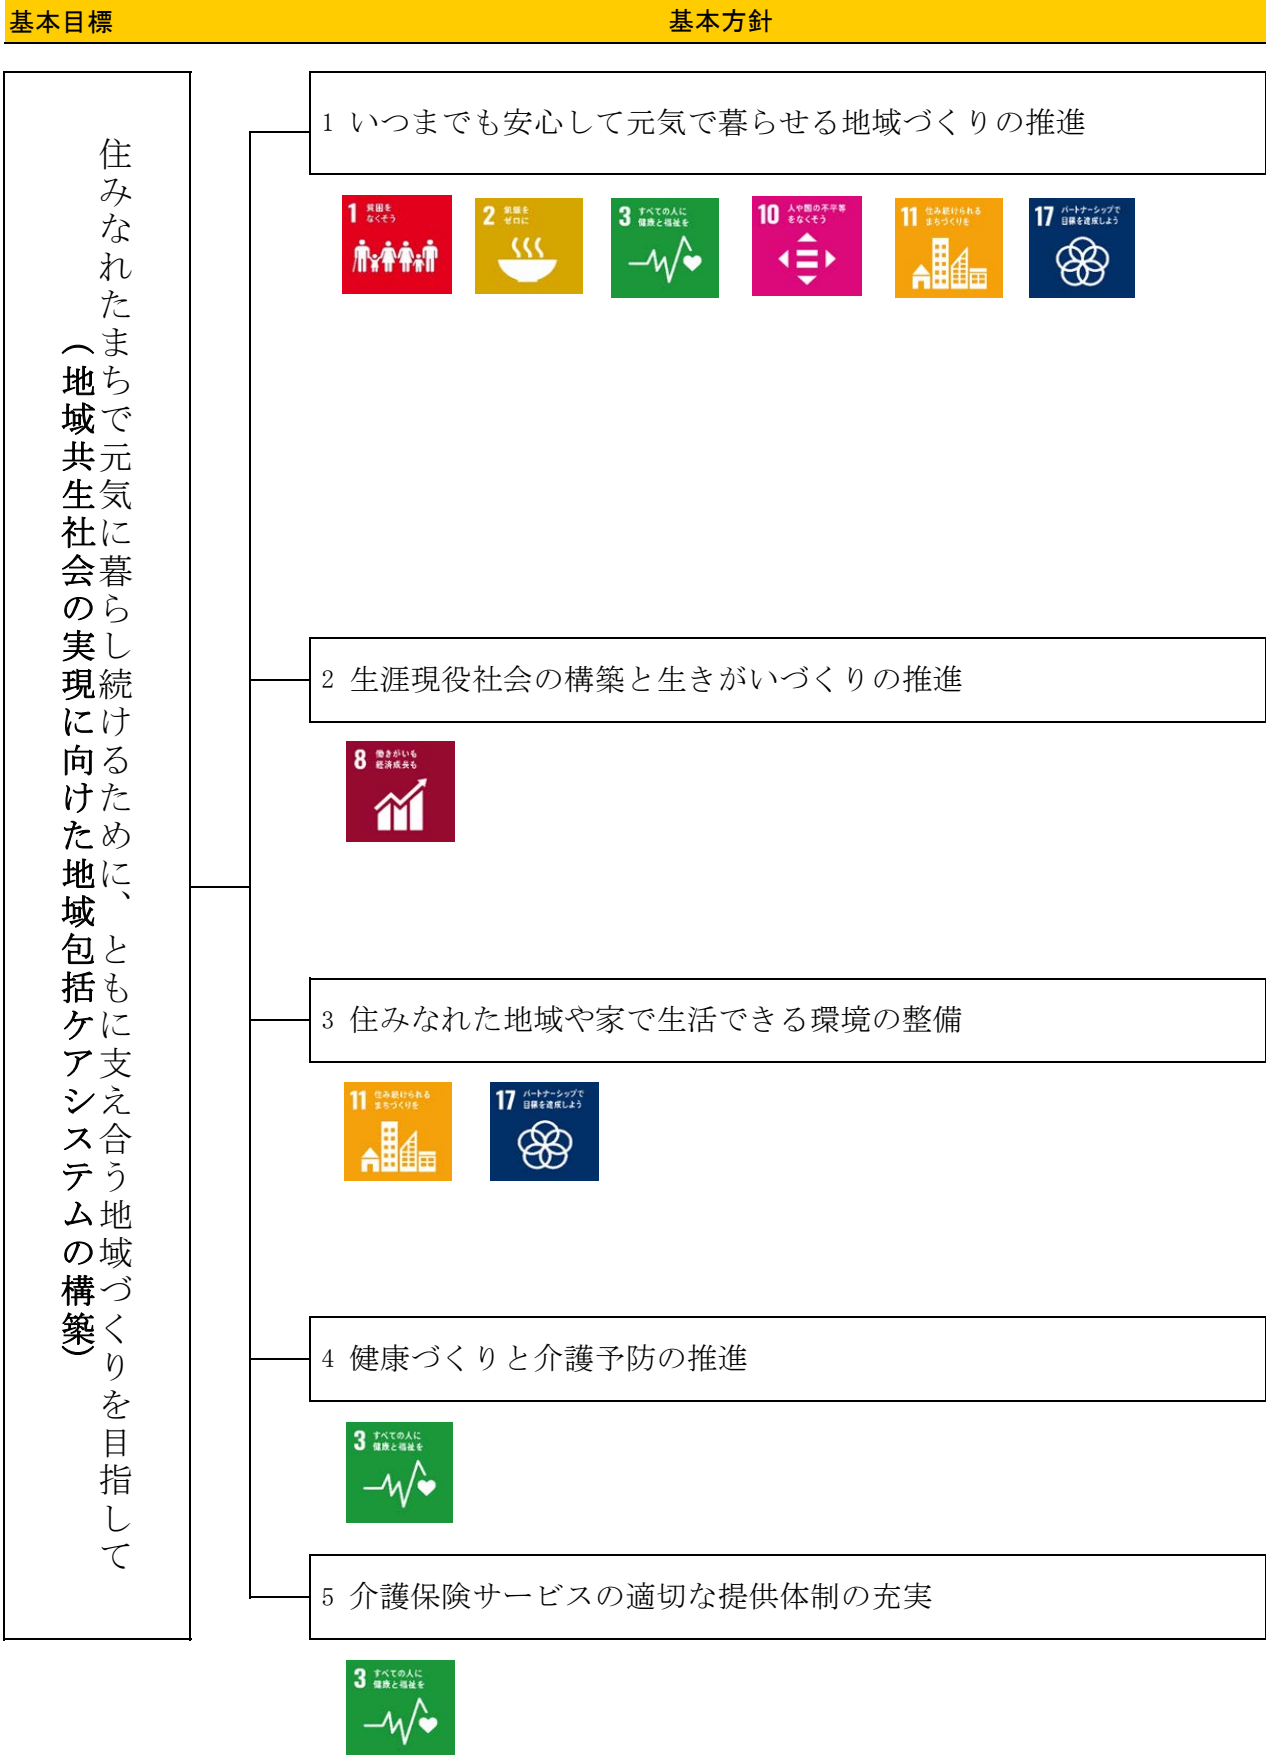 基本目標
基本方針
住みなれたまちで元気に暮らし続けるために、ともに支え合う地域づくりを目指して
(地域共生社会の実現に向けた地域包括ケアシステムの構築)
1 いつまでも安心して元気で暮らせる地域づくりの推進
1 貧困を
なくそう
2 飢餓を
ゼロに
3 すべての人に
健康と福祉を
10 人や国の不平等
をなくそう
11 住み続けられる
まちづくりを
17 パートナーシップで
目標を達成しよう
2 生涯現役社会の構築と生きがいづくりの推進
8 働きがいも
経済成長も
3 住みなれた地域や家で生活できる環境の整備
11 住み続けられる
まちづくりを
17 パートナーシップで
目標を達成しよう
4 健康づくりと介護予防の推進
3 すべての人に
健康と福祉を
5 介護保険サービスの適切な提供体制の充実
3 すべての人に
健康と福祉を